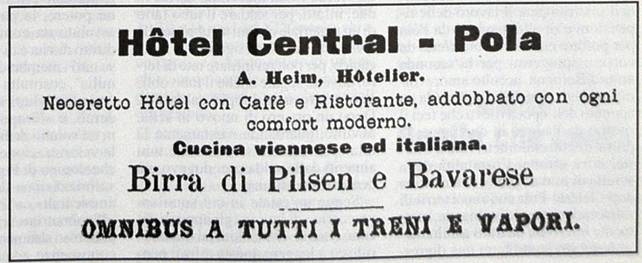 Hôtel Central - Pola
A. Heim, Hôtelier.
Neoeretto Hôtel con Caffè e Ristorante, addobbato con ogni
comfort moderno.
Cucina viennese ed italiana.
Birra di Pilsen e Bavarese
OMNIBUS A TUTTI I TRENI E VAPORI.